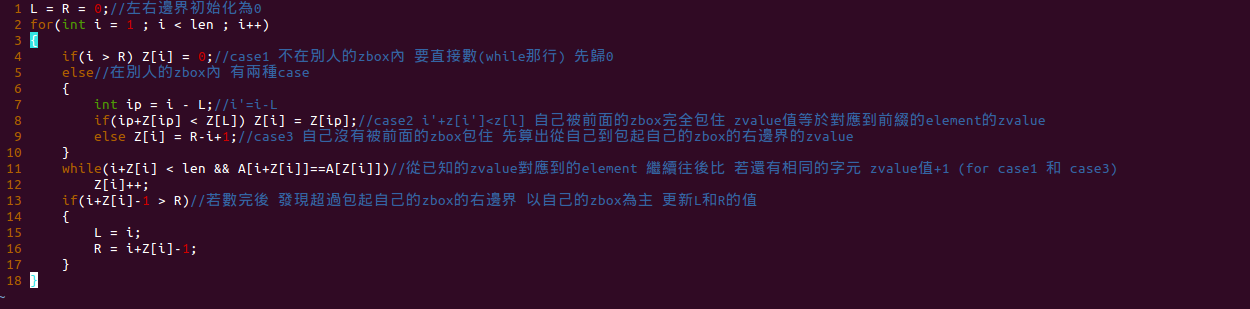 1 L = R = 0;//左右邊界初始化為0
2 for(int i = 1 ; i < len ; i++)
3 {
4     if(i > R) Z[i] = 0;//case1 不在別人的zbox內 要直接數(while那行) 先歸0
5     else//在別人的zbox內 有兩種case
6     {
7         int ip = i - L;//i'=i-L
8         if(ip+Z[ip] < Z[L]) Z[i] = Z[ip];//case2 i'+z[i']<z[l] 自己被前面的zbox完全包住 zvalue值等於對應到前綴的element的zvalue
9         else Z[i] = R-i+1;//case3 自己沒有被前面的zbox包住 先算出從自己到包起自己的zbox的右邊界的zvalue
10     }
11     while(i+Z[i] < len && A[i+Z[i]]==A[Z[i]])//從已知的zvalue對應到的element 繼續往後比 若還有相同的字元 zvalue值+1 (for case1 和 case3)
12         Z[i]++;
13     if(i+Z[i]-1 > R)//若數完後 發現超過包起自己的zbox的右邊界 以自己的zbox為主 更新L和R的值
14     {
15         L = i;
16         R = i+Z[i]-1;
17     }
18 }
~